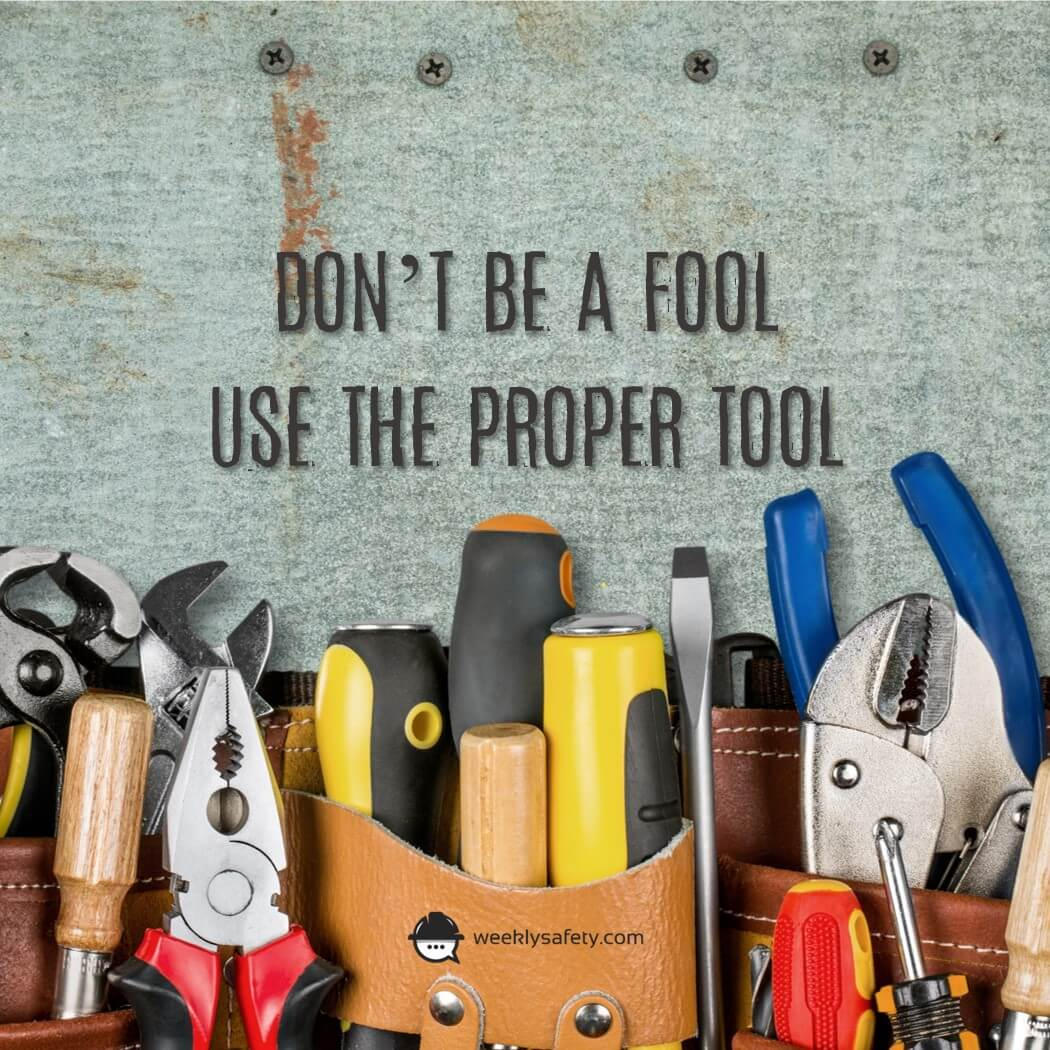 DON'T BE A FOOL
USE THE PROPER TOOL
weeklysafety.com